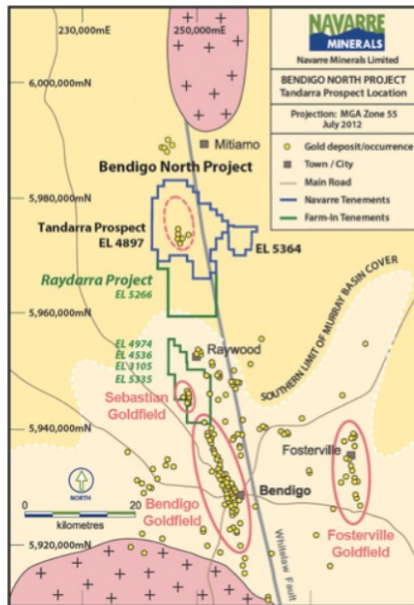 230,000mE
250,000mE
NAVARRE
MINERALS
Navarre Minerals Limited
BENDIGO NORTH PROJECT
Tandarra Prospect Location
Projection: MGA Zone 55
July 2012
Gold deposit/occurrence
Town / City
Main Road
Navarre Tenements
Farm-In Tenements
6,000,000mN
Mitiamo
Bendigo North Project
5,980,000mN
Tandarra Prospect
EL 4897
EL 5364
Raydarra Project
EL 5266
5,960,000mN
SOUTHERN LIMIT OF MURRAY BASIN COVER
EL 4974
EL 4536
EL 3105
EL 5335
Raywood
Sebastian
Goldfield
5,940,000mN
Fosterville
NORTH
Bendigo
0
20
kilometres
Bendigo
Goldfield
Fosterville
Goldfield
Whitelaw Fault
5,920,000mN